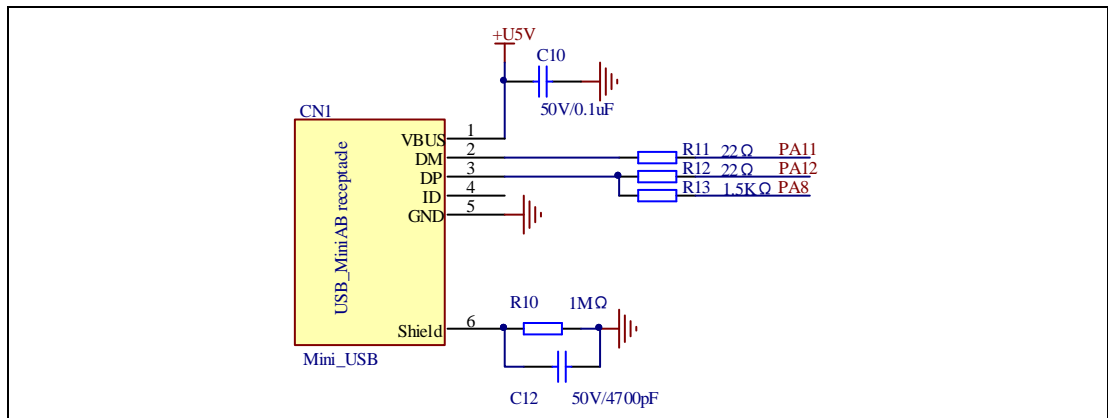 +U5V
C10
50V/0.1uF
CN1
USB_MiniAB receptacle
VBUS 1
DM 2
DP 3
ID 4
GND 5
R11 22Ω PA11
R12 22Ω PA12
R13 1.5KΩ PA8
Shield 6
R10 1MΩ
Mini_USB
C12 50V/4700pF